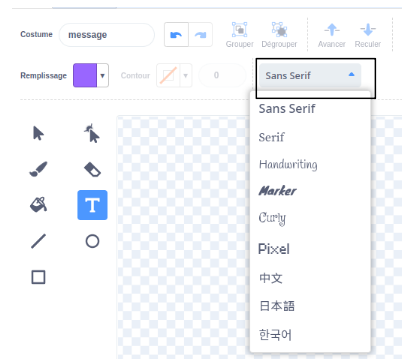 Costume message
Grouper Dégrouper Avancer Reculer
Remplissage Contour 0 Sans Serif
Sans Serif
Serif
Handwriting
Marker
Curly
Pixel
中文
日本語
한국어
T